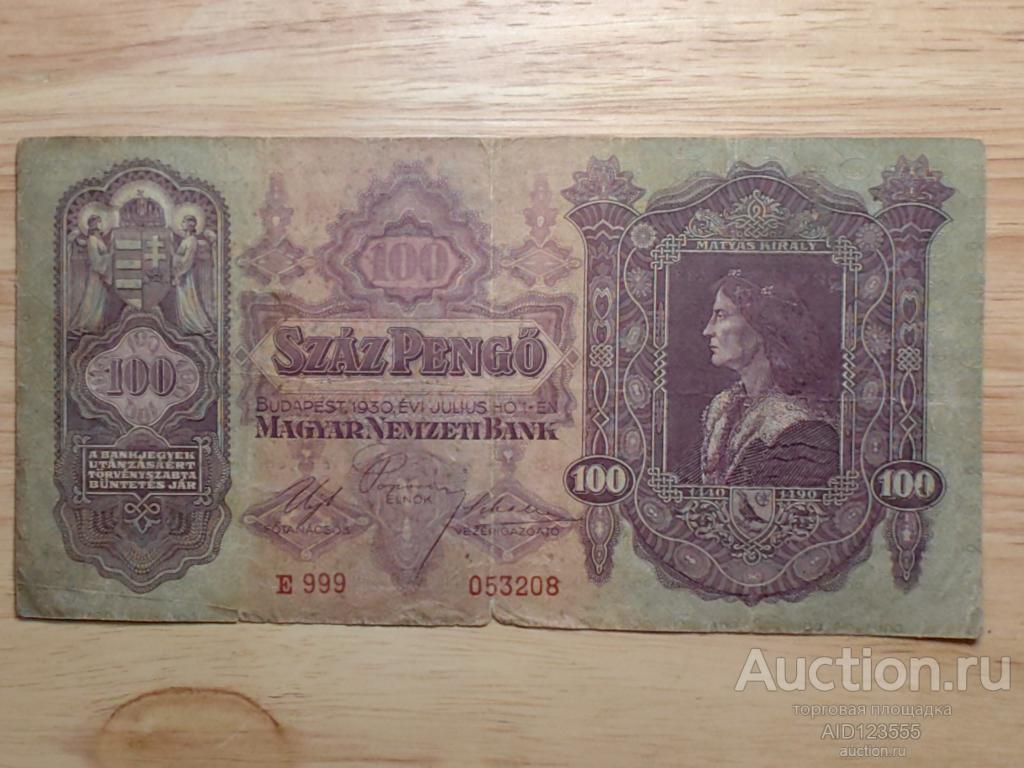 100
MÁTYÁS KIRÁLY
SZÁZ PENGŐ
100
BUDAPEST, 1930. ÉVI JULIUS HÓ 1-ÉN
MAGYAR NEMZETI BANK
A BANKJEGYEK
UTÁNZÁSÁÉRT
TÖRVÉNYSZABTA
BÜNTETÉS JÁR
ELNÖK
FŐTANÁCSOS
VEZÉRIGAZGATÓ
100
100
1440
1490
E 999
053208
Auction.ru
торговая площадка
AID123555
auction.ru